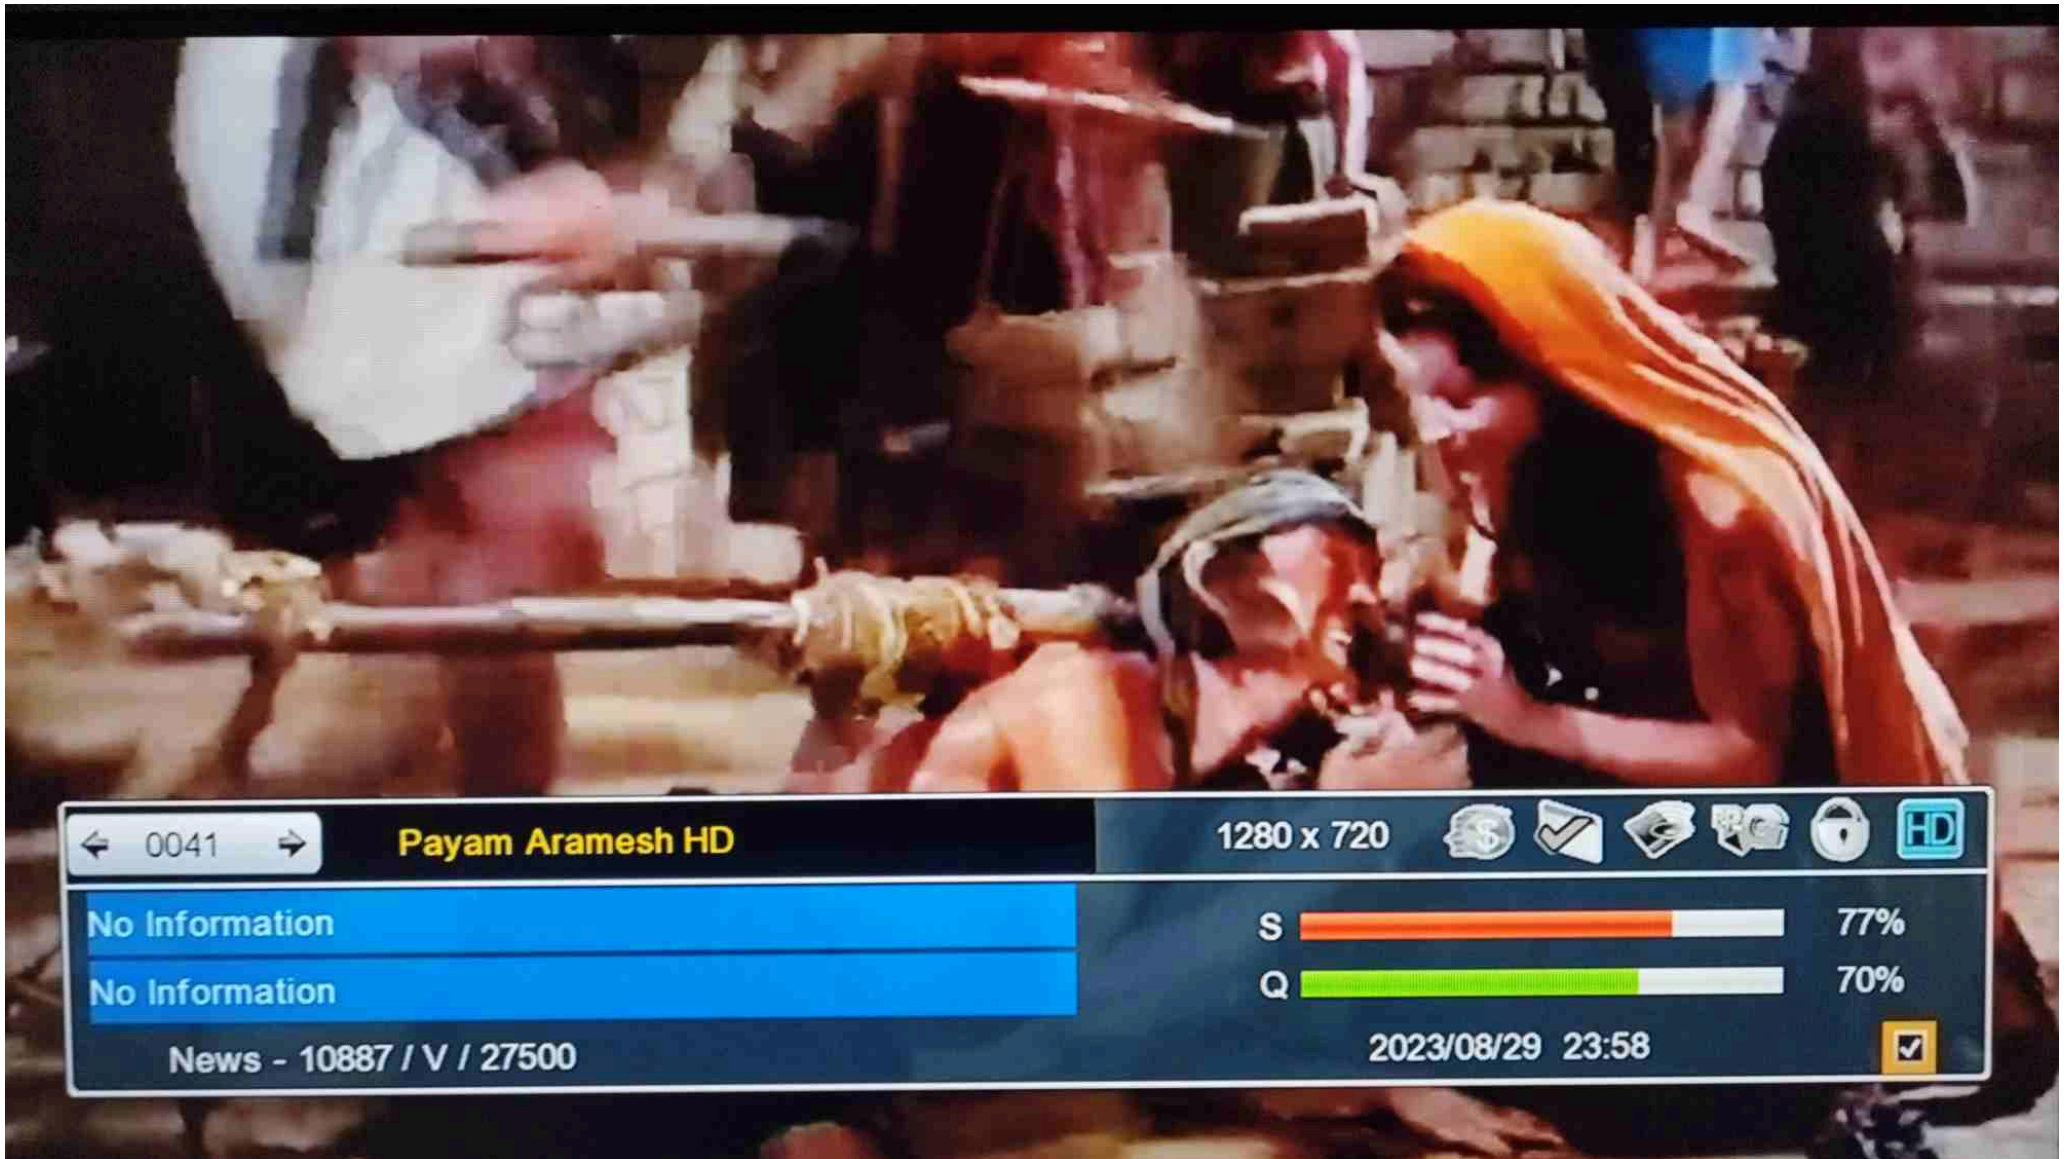 0041
Payam Aramesh HD
1280 x 720
$
HD
No Information
S 77%
No Information
Q 70%
News - 10887 / V / 27500
2023/08/29 23:58